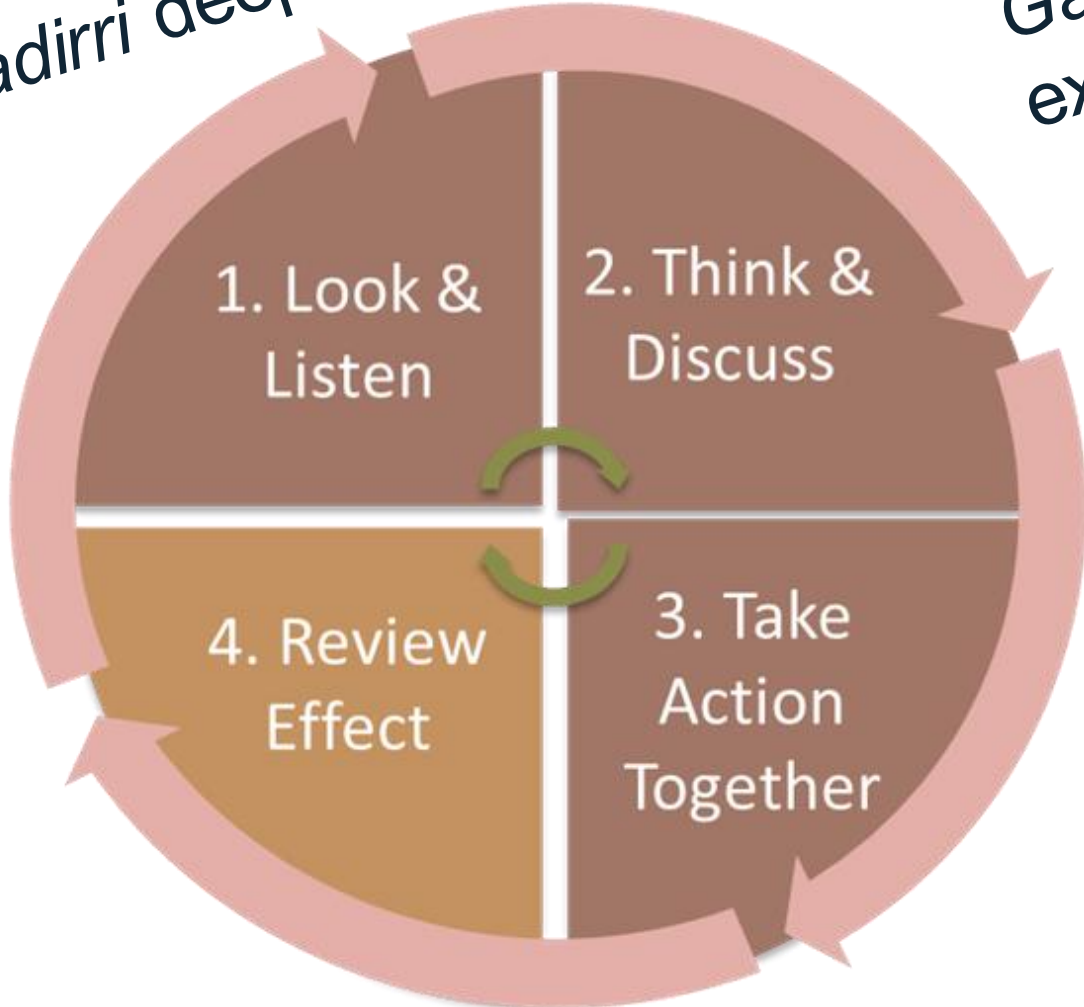 1. Look &
Listen
2. Think &
Discuss
3. Take
Action
Together
4. Review
Effect